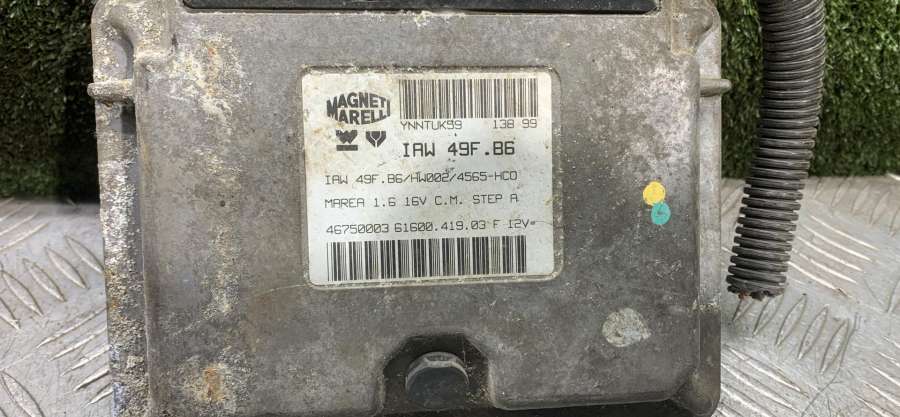 MAGNETI
MARELLI
YNNTUK99 138 99
IAW 49F.B6
IAW 49F.B6/HW002/4565-HC0
MAREA 1.6 16V C.M. STEP A
46750003 61600.419.03 F 12V=